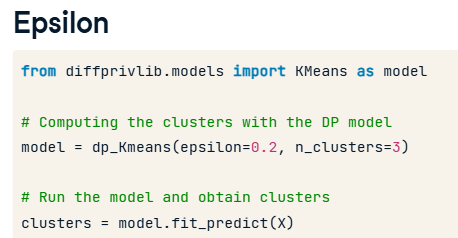 Epsilon
from diffprivlib.models import KMeans as model
# Computing the clusters with the DP model
model = dp_Kmeans(epsilon=0.2, n_clusters=3)
# Run the model and obtain clusters
clusters = model.fit_predict(X)